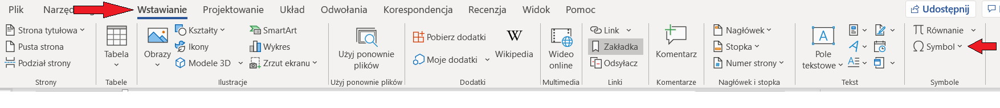 Plik Narzęd Wstawianie Projektowanie Układ Odwołania Korespondencja Recenzja Widok Pomoc Udostępnij
Strona tytułowa
Pusta strona
Podział strony
Strony
Tabela
Tabele
Obrazy
Kształty
Ikony
Modele 3D
SmartArt
Wykres
Zrzut ekranu
Ilustracje
Użyj ponownie
plików
Użyj ponownie plików
Pobierz dodatki
Moje dodatki
W
Wikipedia
Dodatki
Wideo
online
Multimedia
Link
Zakładka
Odsyłacz
Linki
Komentarz
Komentarze
Nagłówek
Stopka
Numer strony
Nagłówek i stopka
A
Pole
tekstowe
A
A
Tekst
π Równanie
Ω Symbol
Symbole